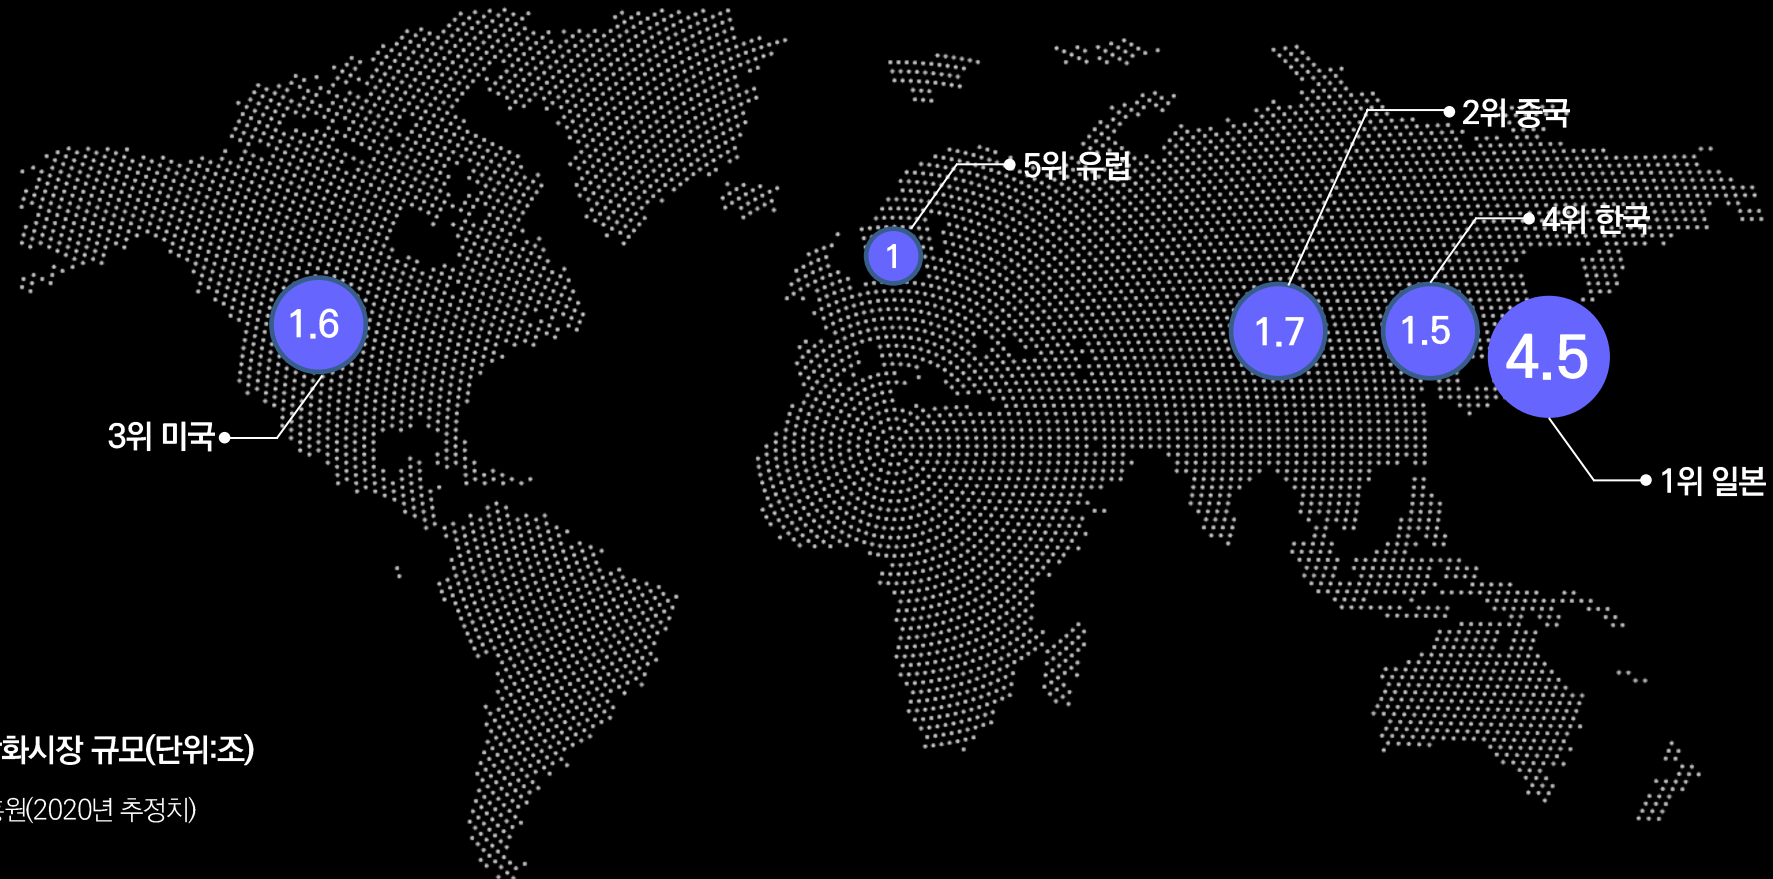 2위 중국
5위 유럽
4위 한국
1
1.6
1.7
1.5
4.5
3위 미국
1위 일본
화시장 규모(단위:조)
원(2020년 추정치)